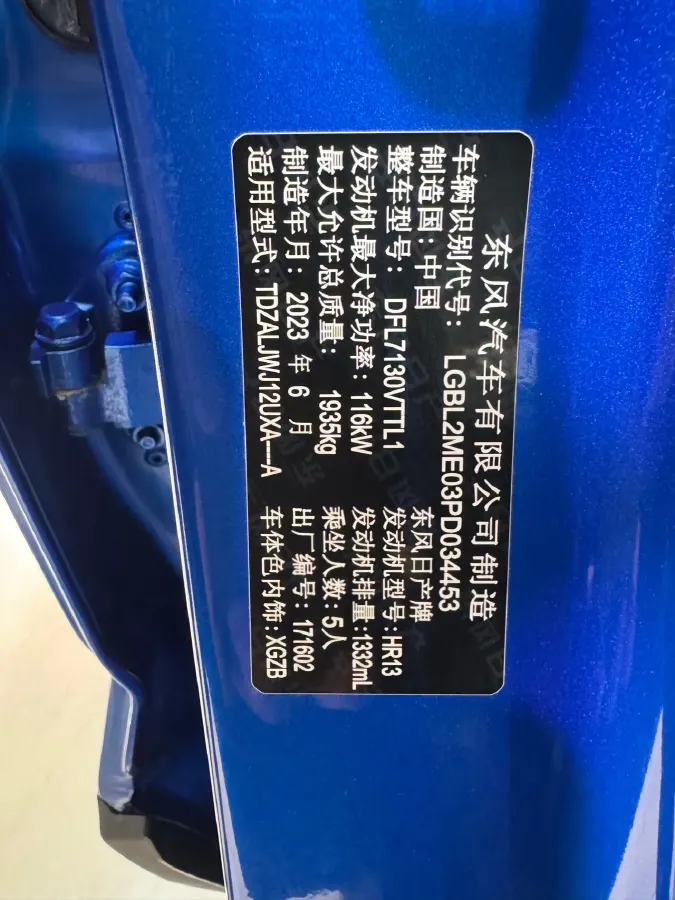 东风汽车有限公司制造
车辆识别代号: LGBL2ME03PD034453
制造国: 中国 东风日产牌
整车型号: DFL7130VTTL1 发动机型号: HR13
发动机最大净功率: 116kW 发动机排量: 1332mL
最大允许总质量: 1935kg 乘坐人数: 5人
制造年月: 2023 年 6 月 出厂编号: 171602
适用型式: TDZALJWJ12UXA----A 车体色内饰: XGZB